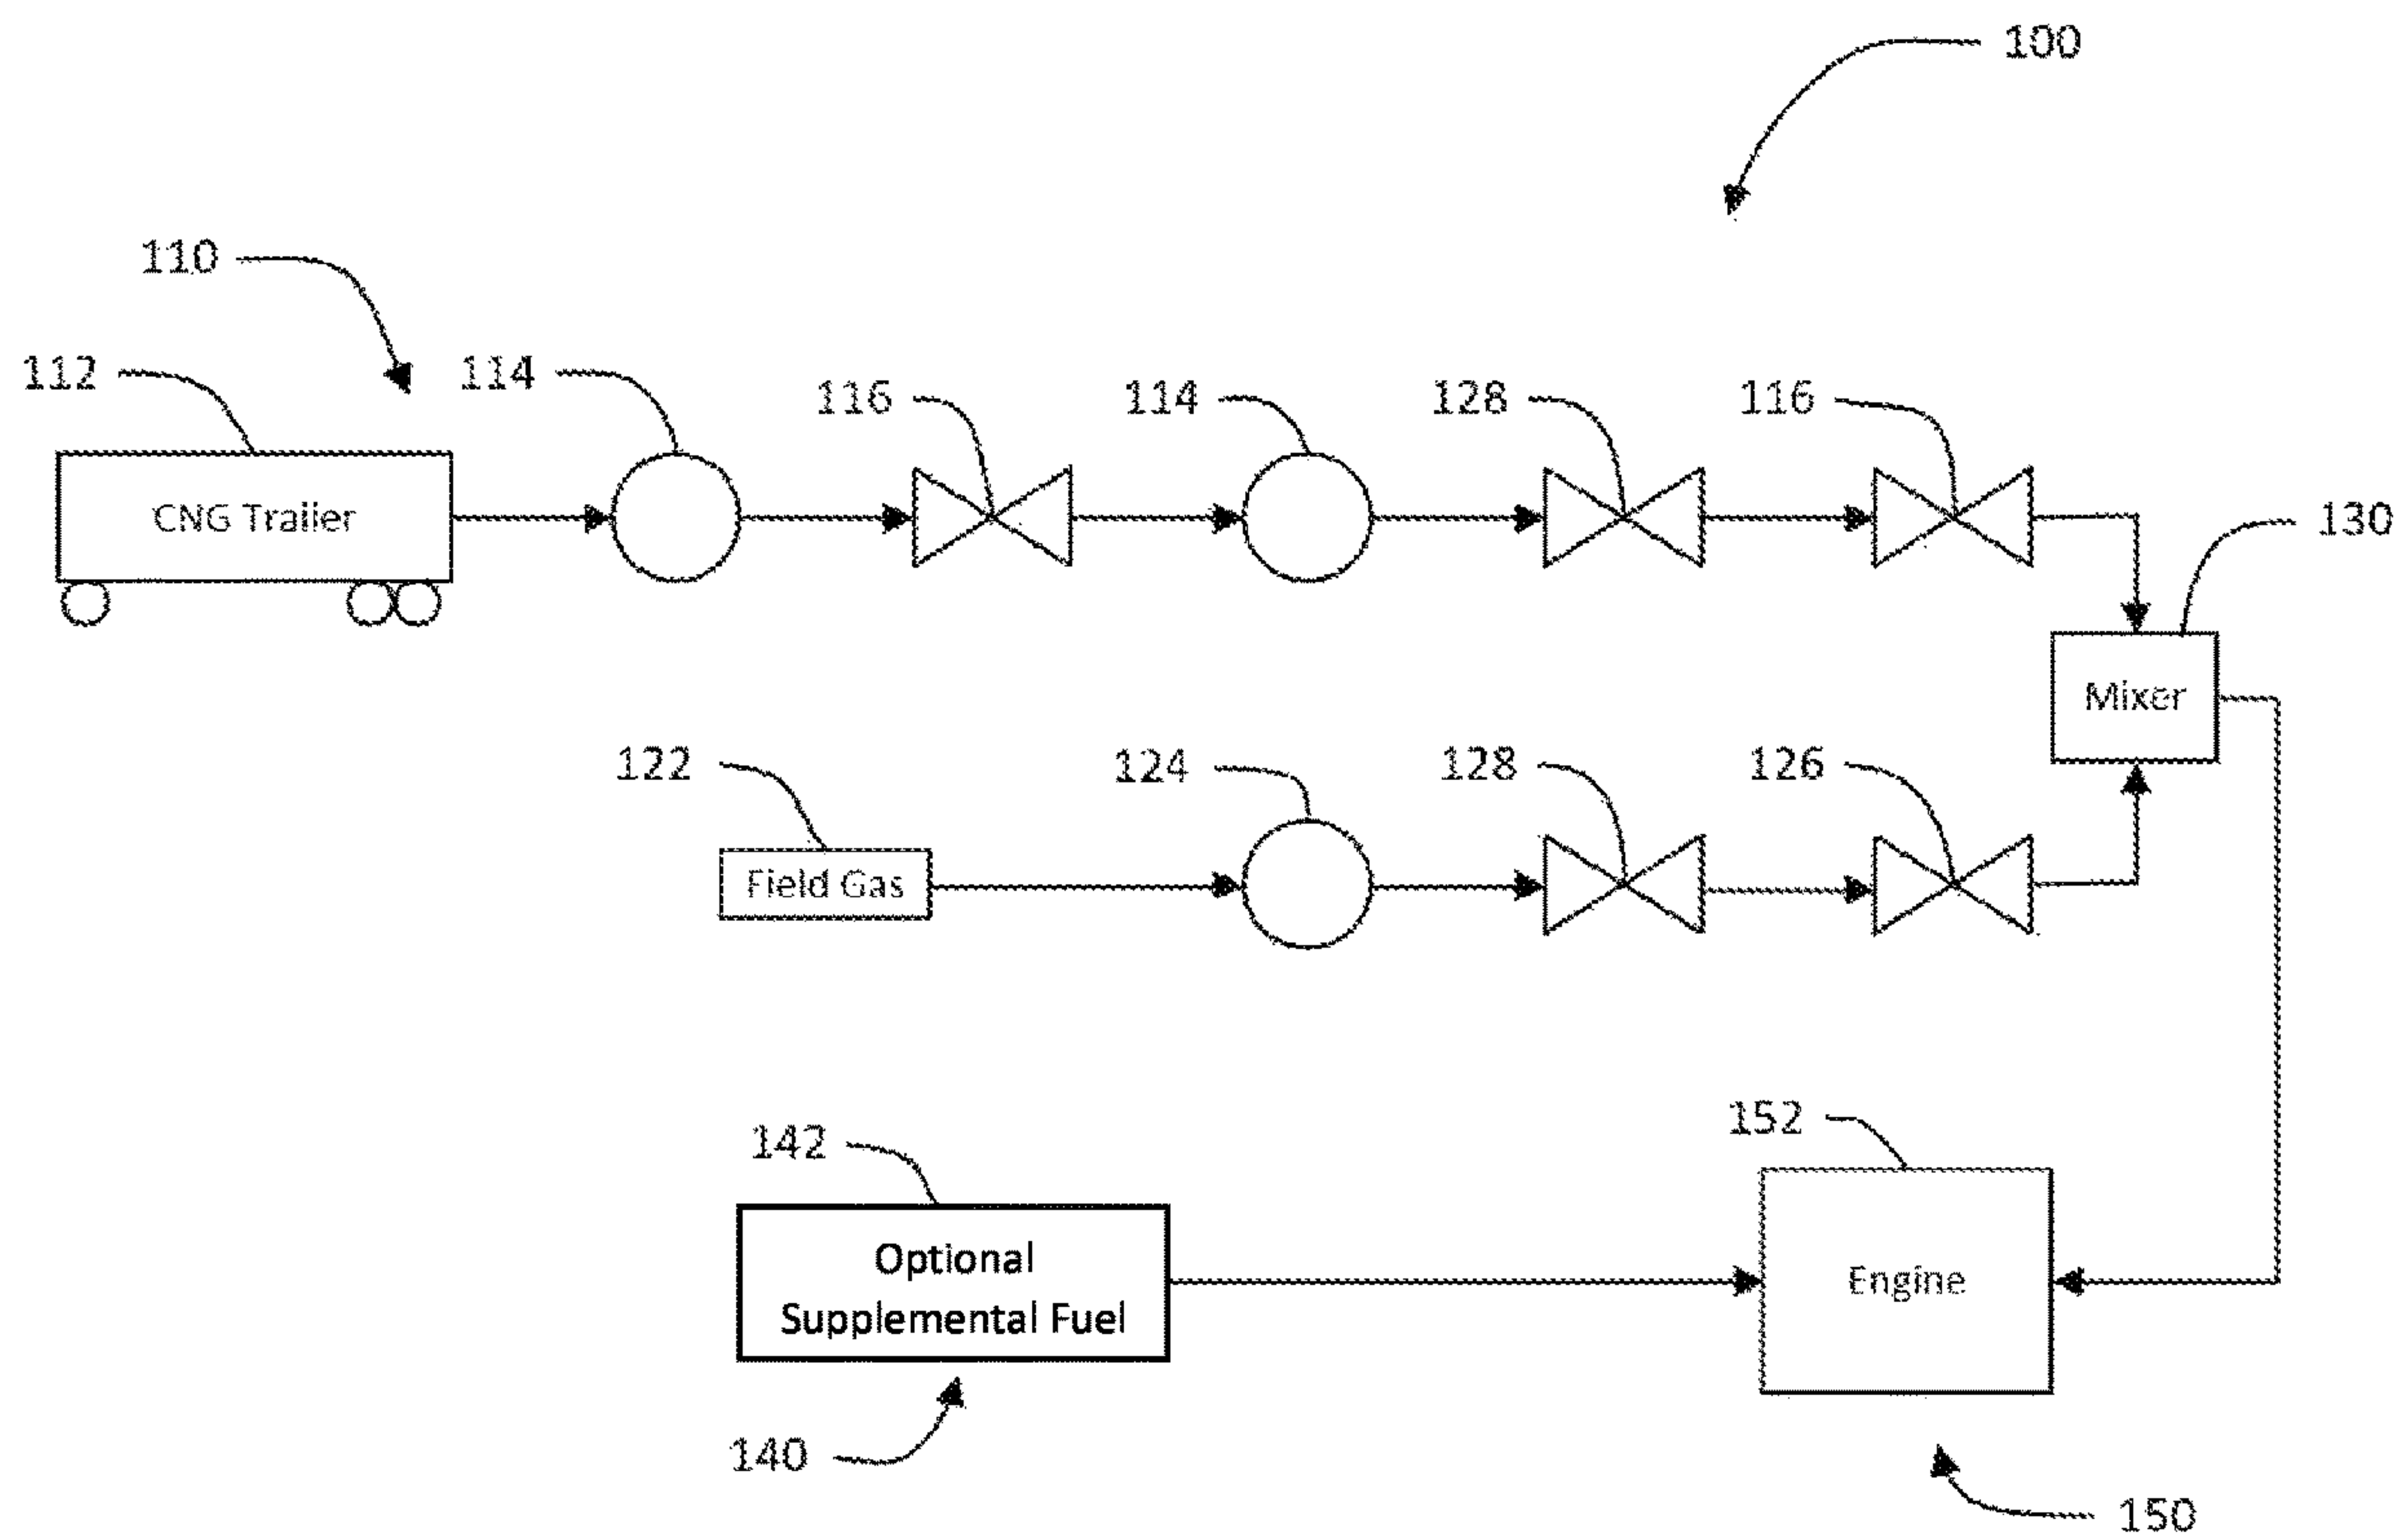 100
110
112
114
116
114
128
116
CNG Trailer
130
Mixer
122
124
128
126
Field Gas
152
142
Optional
Supplemental Fuel
Engine
140
150